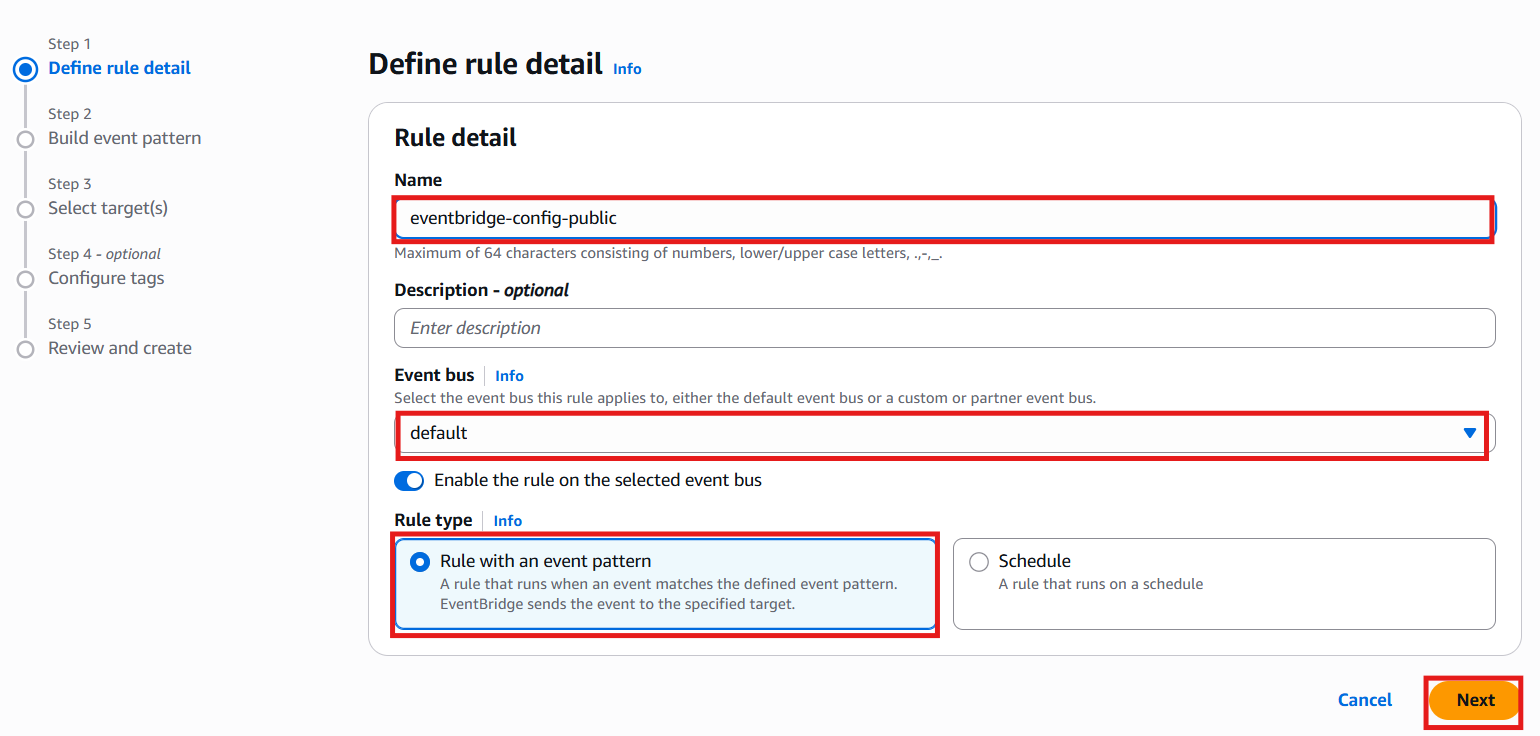 Step 1
Define rule detail
Step 2
Build event pattern
Step 3
Select target(s)
Step 4 - optional
Configure tags
Step 5
Review and create
Define rule detail Info
Rule detail
Name
eventbridge-config-public
Maximum of 64 characters consisting of numbers, lower/upper case letters, .,-,_.
Description - optional
Enter description
Event bus Info
Select the event bus this rule applies to, either the default event bus or a custom or partner event bus.
default
Enable the rule on the selected event bus
Rule type Info
Rule with an event pattern
A rule that runs when an event matches the defined event pattern.
EventBridge sends the event to the specified target.
Schedule
A rule that runs on a schedule
Cancel Next